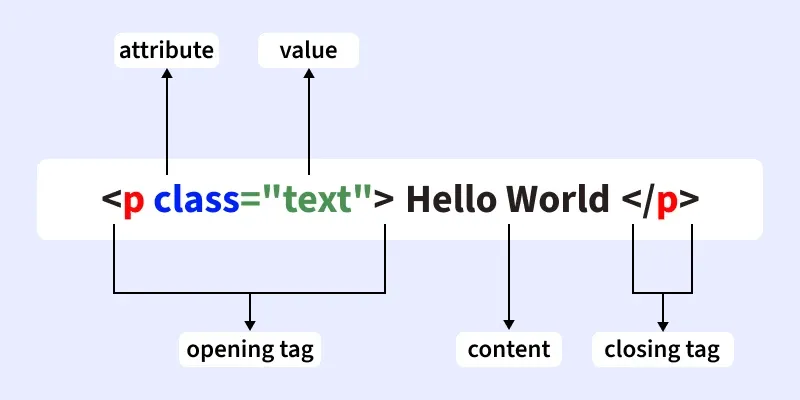 attribute value
<p class="text"> Hello World </p>
opening tag content closing tag